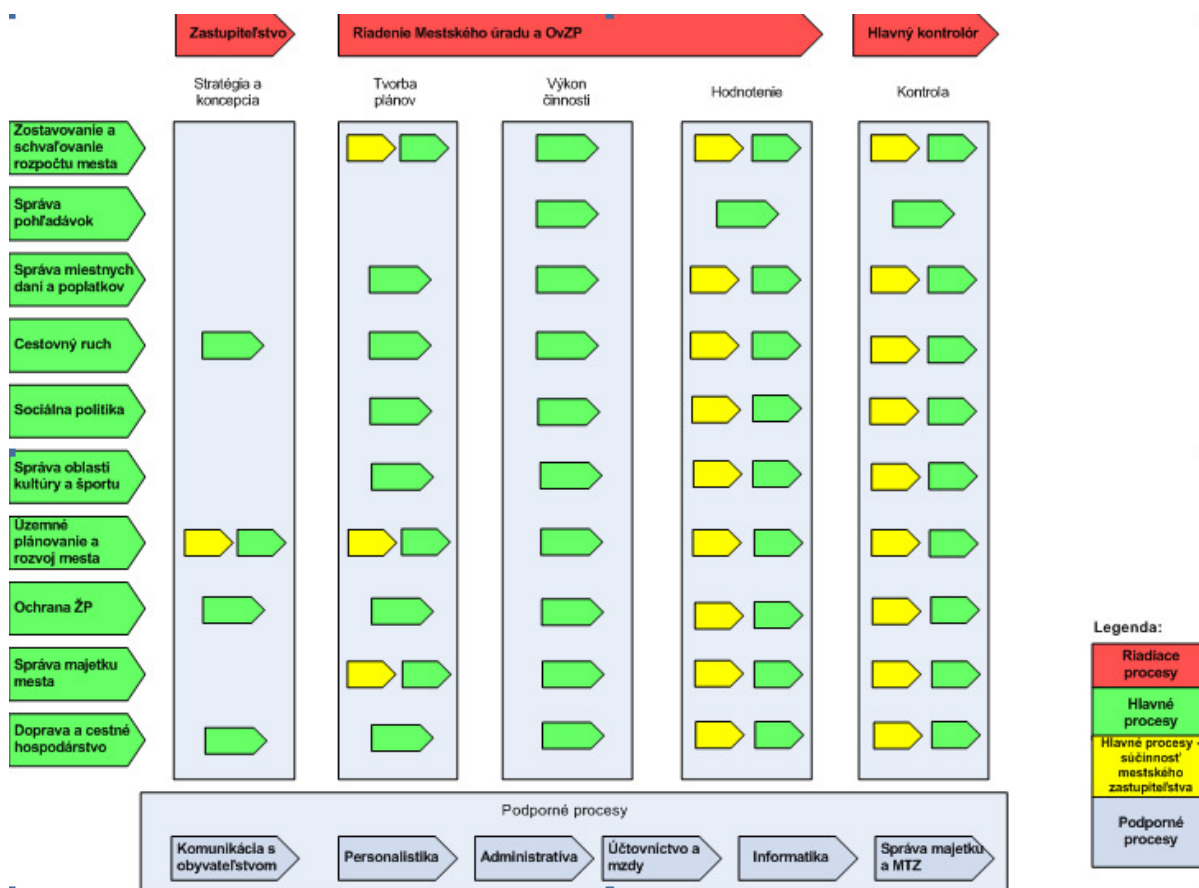 Zastupiteľstvo
Riadenie Mestského úradu a OvZP
Hlavný kontrolór
Stratégia a
koncepcia
Tvorba
plánov
Výkon
činnosti
Hodnotenie
Kontrola
Zostavovanie a
schvaľovanie
rozpočtu mesta
Správa
pohľadávok
Správa miestnych
daní a poplatkov
Cestovný ruch
Sociálna politika
Správa oblasti
kultúry a športu
Územné
plánovanie a
rozvoj mesta
Ochrana ŽP
Správa majetku
mesta
Doprava a cestné
hospodárstvo
Legenda:
Riadiace
procesy
Hlavné
procesy
Hlavné procesy -
súčinnosť
mestského
zastupiteľstva
Podporné
procesy
Podporné procesy
Komunikácia s
obyvateľstvom
Personalistika
Administratíva
Účtovníctvo a
mzdy
Informatika
Správa majetku
a MTZ